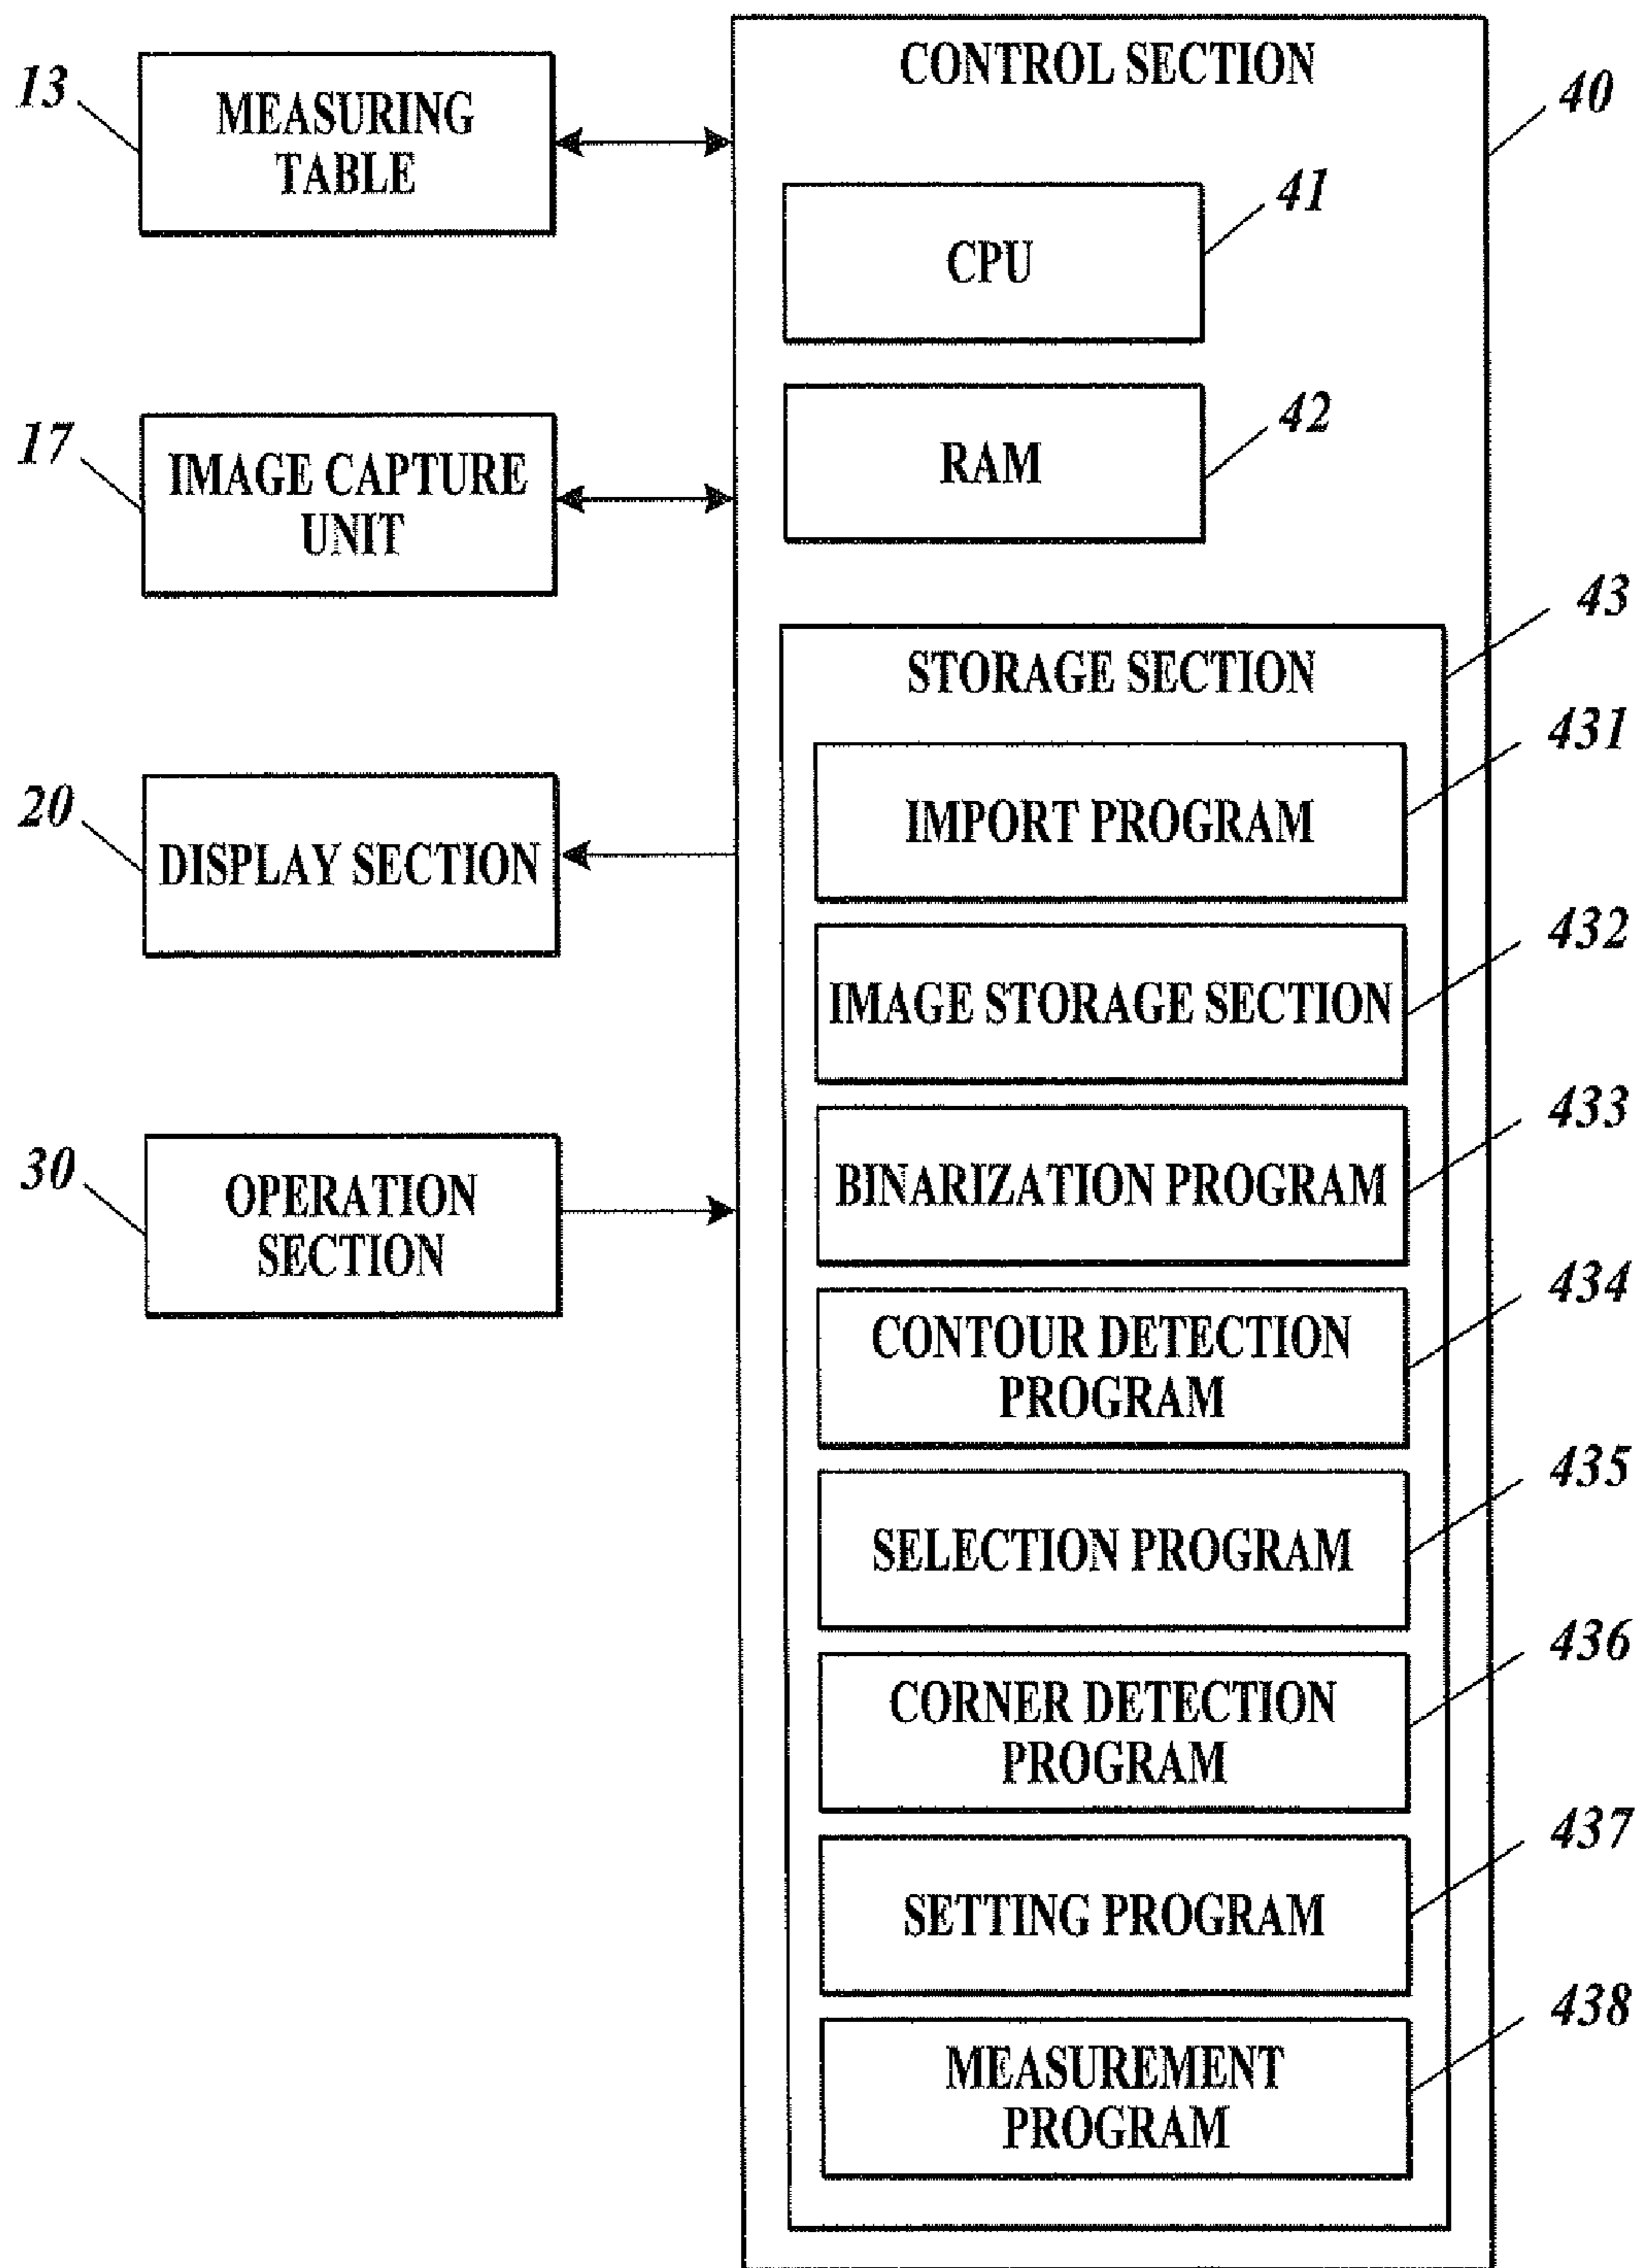 CONTROL SECTION
40
13
MEASURING
TABLE
41
CPU
42
RAM
17
IMAGE CAPTURE
UNIT
43
STORAGE SECTION
431
IMPORT PROGRAM
20
DISPLAY SECTION
432
IMAGE STORAGE SECTION
433
BINARIZATION PROGRAM
30
OPERATION
SECTION
434
CONTOUR DETECTION
PROGRAM
435
SELECTION PROGRAM
436
CORNER DETECTION
PROGRAM
437
SETTING PROGRAM
438
MEASUREMENT
PROGRAM